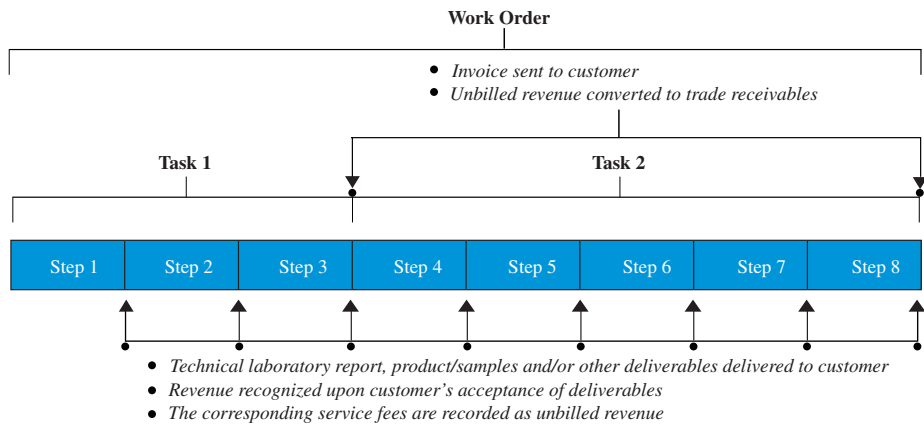 Work Order
• Invoice sent to customer
• Unbilled revenue converted to trade receivables
Task 1
Task 2
Step 1
Step 2
Step 3
Step 4
Step 5
Step 6
Step 7
Step 8
• Technical laboratory report, product/samples and/or other deliverables delivered to customer
• Revenue recognized upon customer's acceptance of deliverables
• The corresponding service fees are recorded as unbilled revenue